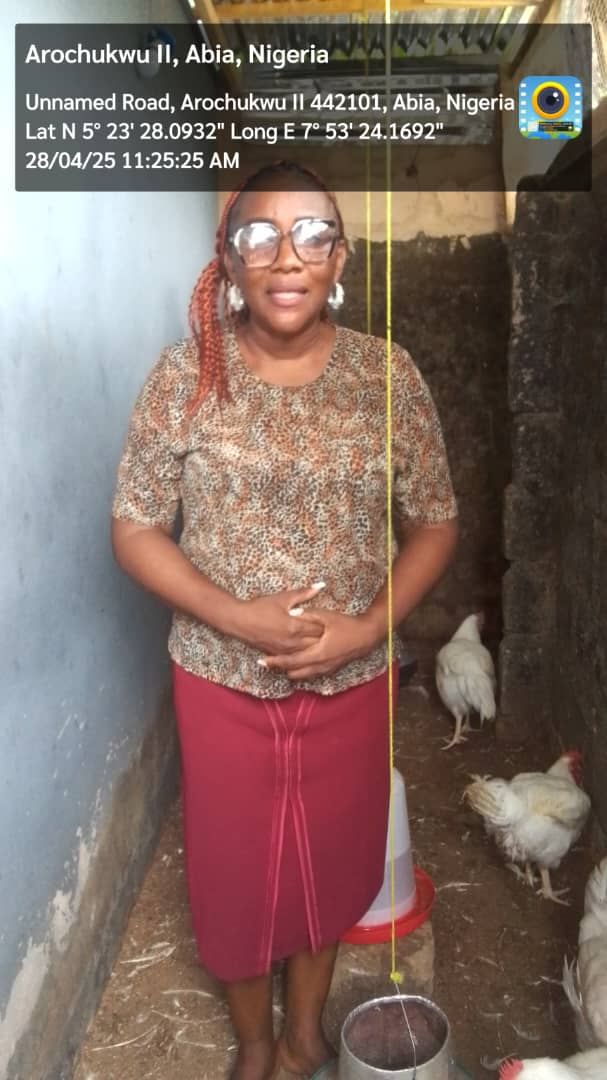 Arochukwu II, Abia, Nigeria
Unnamed Road, Arochukwu II 442101, Abia, Nigeria
Lat N 5° 23' 28.0932" Long E 7° 53' 24.1692"
28/04/25 11:25:25 AM